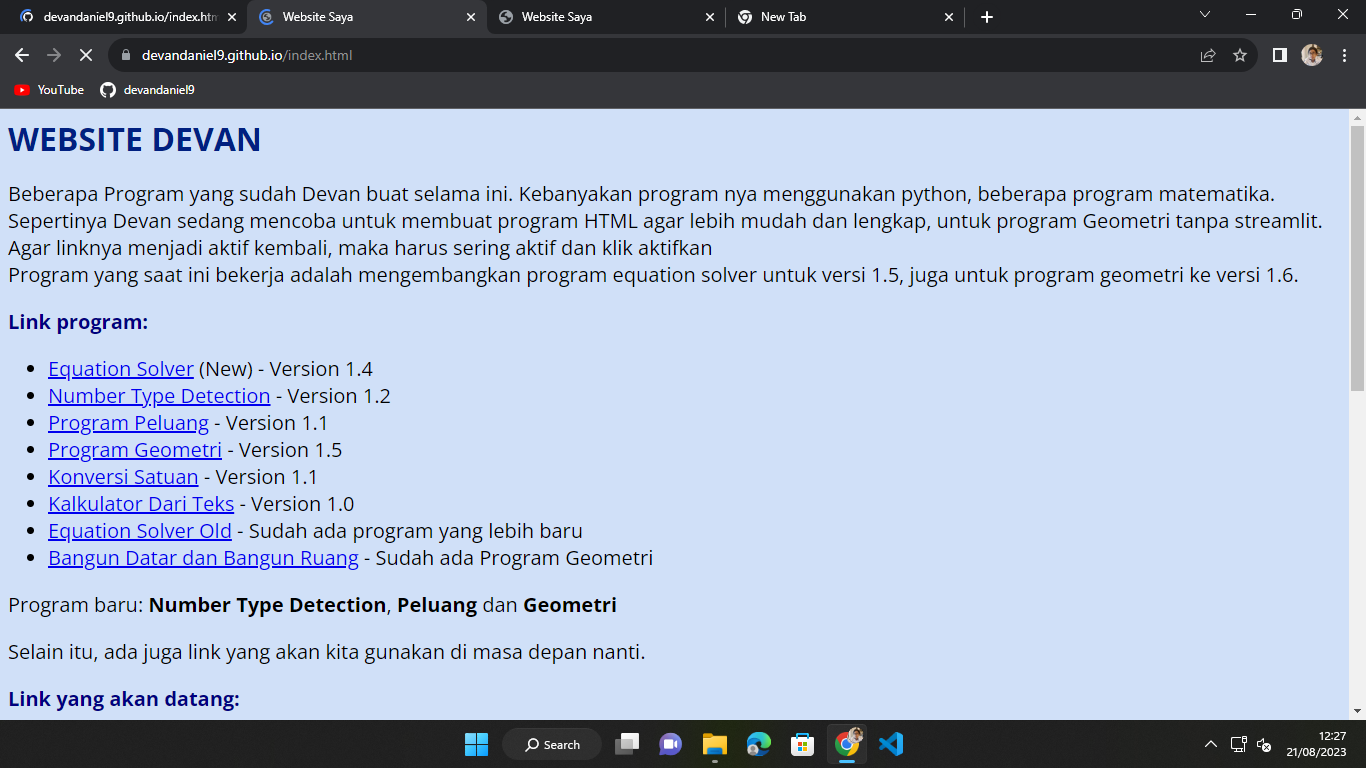 devandaniel9.github.io/index.htm
Website Saya
Website Saya
New Tab
devandaniel9.github.io/index.html
YouTube
devandaniel9
WEBSITE DEVAN
Beberapa Program yang sudah Devan buat selama ini. Kebanyakan program nya menggunakan python, beberapa program matematika.
Sepertinya Devan sedang mencoba untuk membuat program HTML agar lebih mudah dan lengkap, untuk program Geometri tanpa streamlit.
Agar linknya menjadi aktif kembali, maka harus sering aktif dan klik aktifkan
Program yang saat ini bekerja adalah mengembangkan program equation solver untuk versi 1.5, juga untuk program geometri ke versi 1.6.
Link program:
Equation Solver (New) - Version 1.4
Number Type Detection - Version 1.2
Program Peluang - Version 1.1
Program Geometri - Version 1.5
Konversi Satuan - Version 1.1
Kalkulator Dari Teks - Version 1.0
Equation Solver Old - Sudah ada program yang lebih baru
Bangun Datar dan Bangun Ruang - Sudah ada Program Geometri
Program baru: Number Type Detection, Peluang dan Geometri
Selain itu, ada juga link yang akan kita gunakan di masa depan nanti.
Link yang akan datang:
Search
12:27
21/08/2023